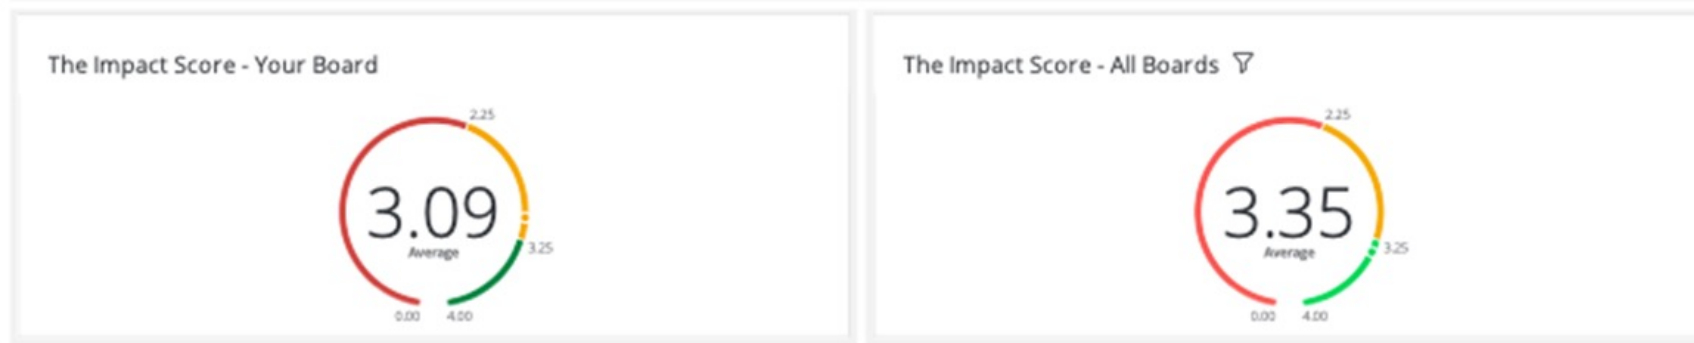 The Impact Score - Your Board
2.25
3.09
Average
3.25
0.00 4.00
The Impact Score - All Boards
2.25
3.35
Average
3.25
0.00 4.00